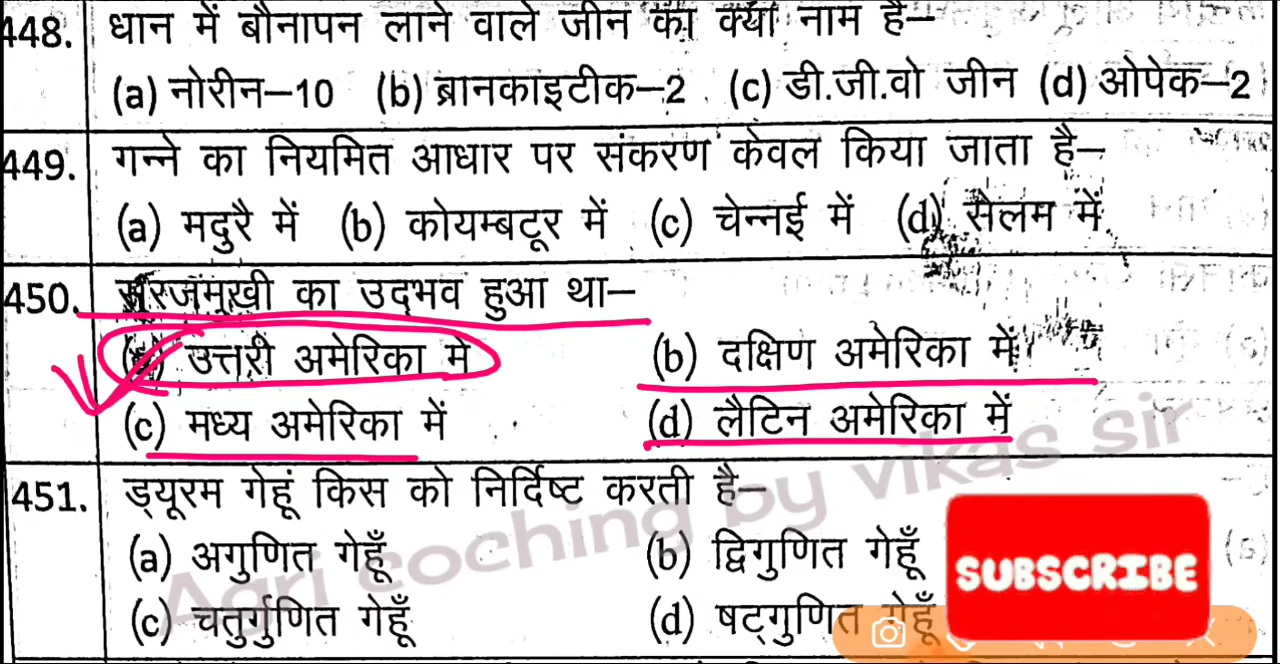 448. धान में बौनापन लाने वाले जीन का क्या नाम है–
(a) नोरीन–10 (b) ब्रानकाइटीक–2 (c) डी.जी.वो जीन (d) ओपेक–2
449. गन्ने का नियमित आधार पर संकरण केवल किया जाता है–
(a) मदुरै में (b) कोयम्बटूर में (c) चेन्नई में (d) सैलम में
450. सूरजमुखी का उद्भव हुआ था–
(a) उत्तरी अमेरिका में (b) दक्षिण अमेरिका में
(c) मध्य अमेरिका में (d) लैटिन अमेरिका में
451. ड्यूरम गेहूं किस को निर्दिष्ट करती है–
(a) अगुणित गेहूँ (b) द्विगुणित गेहूँ
(c) चतुर्गुणित गेहूँ (d) षट्गुणित गेहूँ
Agri coching by vikas sir
SUBSCRIBE